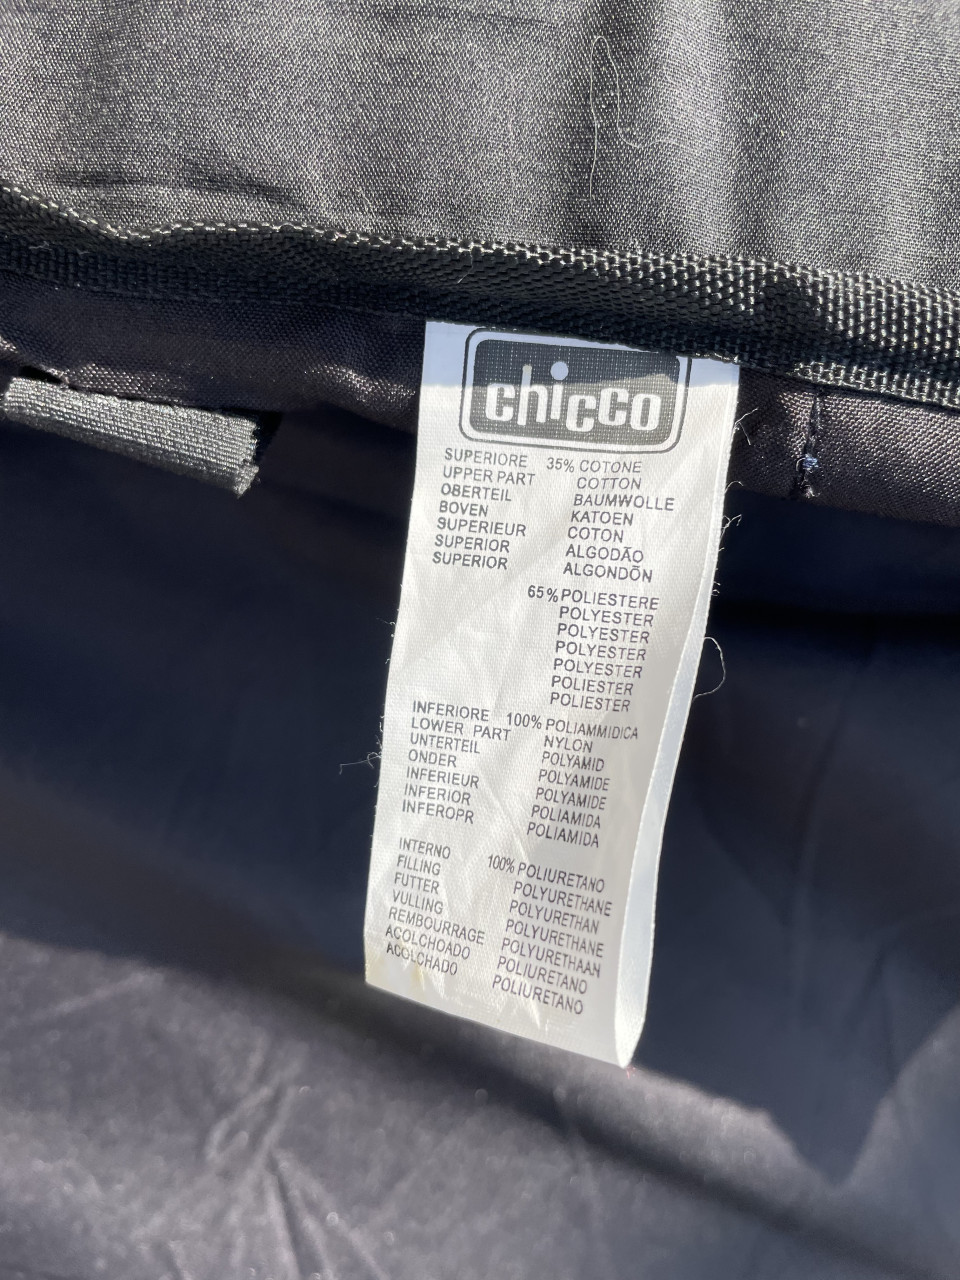 chicco
SUPERIORE 35% COTONE
UPPER PART COTTON
OBERTEIL BAUMWOLLE
BOVEN KATOEN
SUPERIEUR COTON
SUPERIOR ALGODÃO
SUPERIOR ALGONDÕN
65% POLIESTERE
POLYESTER
POLYESTER
POLYESTER
POLYESTER
POLIESTER
POLIESTER
INFERIORE 100% POLIAMMIDICA
LOWER PART NYLON
UNTERTEIL POLYAMID
ONDER POLYAMIDE
INFERIEUR POLYAMIDE
INFERIOR POLIAMIDA
INFEROPR POLIAMIDA
INTERNO 100% POLIURETANO
FILLING POLYURETHANE
FUTTER POLYURETHAN
VULLING POLYURETHANE
REMBOURRAGE POLYURETHAAN
ACOLCHOADO POLIURETANO
ACOLCHADO POLIURETANO